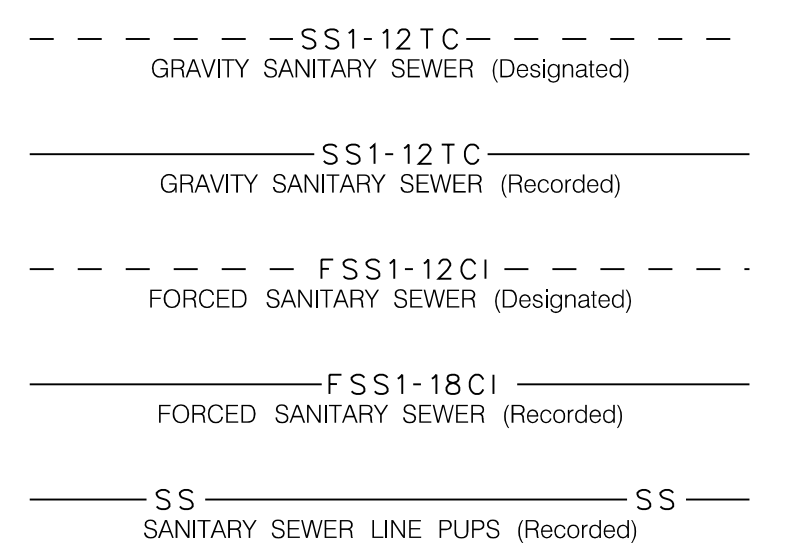 SS1-12TC
GRAVITY SANITARY SEWER (Designated)
SS1-12TC
GRAVITY SANITARY SEWER (Recorded)
FSS1-12CI
FORCED SANITARY SEWER (Designated)
FSS1-18CI
FORCED SANITARY SEWER (Recorded)
SS SS
SANITARY SEWER LINE PUPS (Recorded)